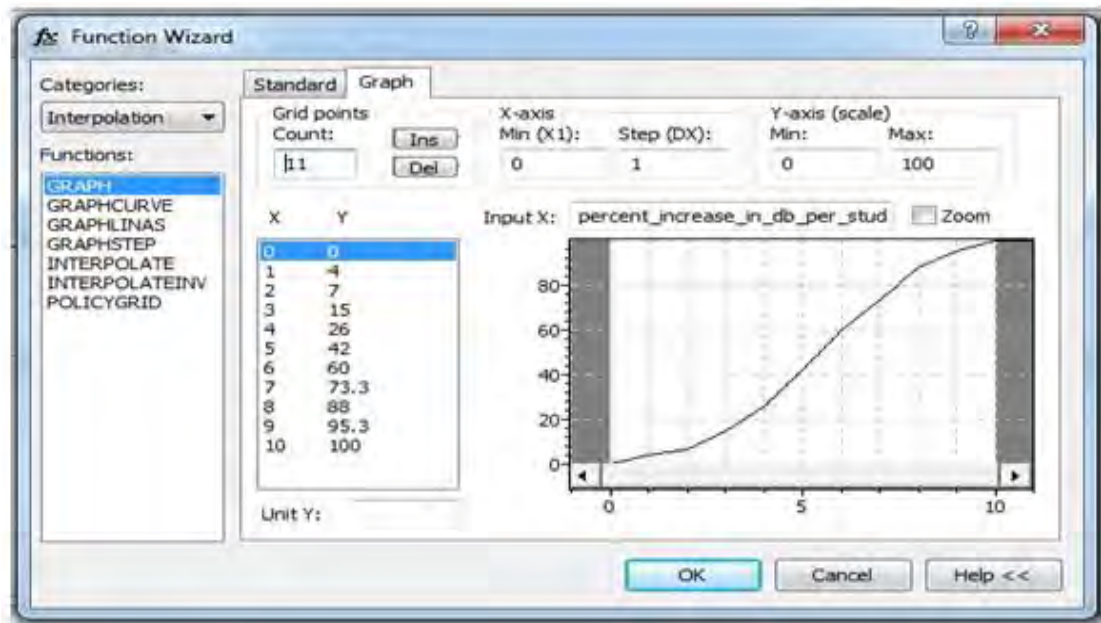 fx Function Wizard
Categories:
Interpolation
Functions:
GRAPH
GRAPHCURVE
GRAPHLINAS
GRAPHSTEP
INTERPOLATE
INTERPOLATEINV
POLICYGRID
Standard Graph
Grid points
Count:
11
Ins
Del
X-axis
Min (X1): Step (DX):
0 1
Y-axis (scale)
Min: Max:
0 100
X Y
0 0
1 4
2 7
3 15
4 26
5 42
6 60
7 73.3
8 88
9 95.3
10 100
Unit Y:
Input X: percent_increase_in_db_per_stud Zoom
80
60
40
20
0
0 5 10
OK Cancel Help <<